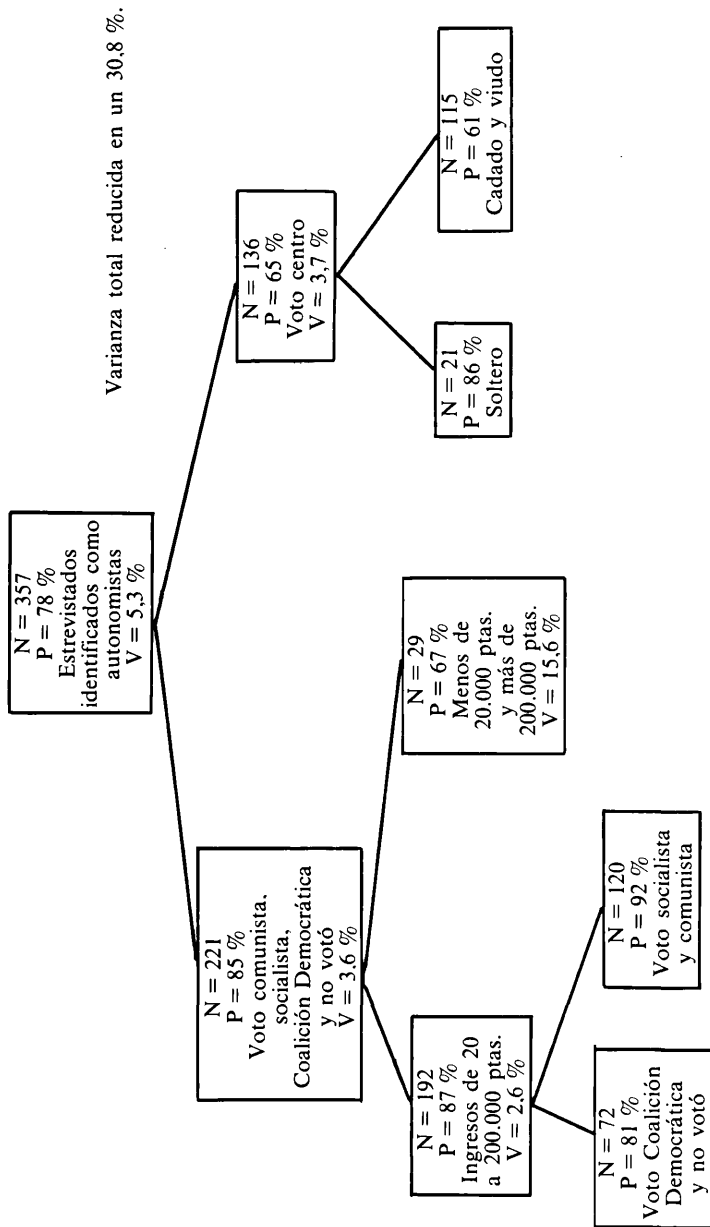 N = 357
P = 78 %
Estrevistados
identificados como
autonomistas
V = 5,3 %
Varianza total reducida en un 30,8 %.
N = 221
P = 85 %
Voto comunista.
socialista,
Coalición Democrática
y no votó
V = 3.6 %
N = 136
P = 65 %
Voto centro
V = 3,7 %
N = 192
P = 87 %
Ingresos de 20
a 200.000 ptas.
V = 2,6 %
N = 29
P = 67 %
Menos de
20.000 ptas.
y más de
200.000 ptas.
V = 15,6 %
N = 21
P = 86 %
Soltero
N = 115
P = 61 %
Cadado y viudo
N = 72
P = 81 %
Voto Coalición
Democrática
y no votó
N = 120
P = 92 %
Voto socialista
y comunista